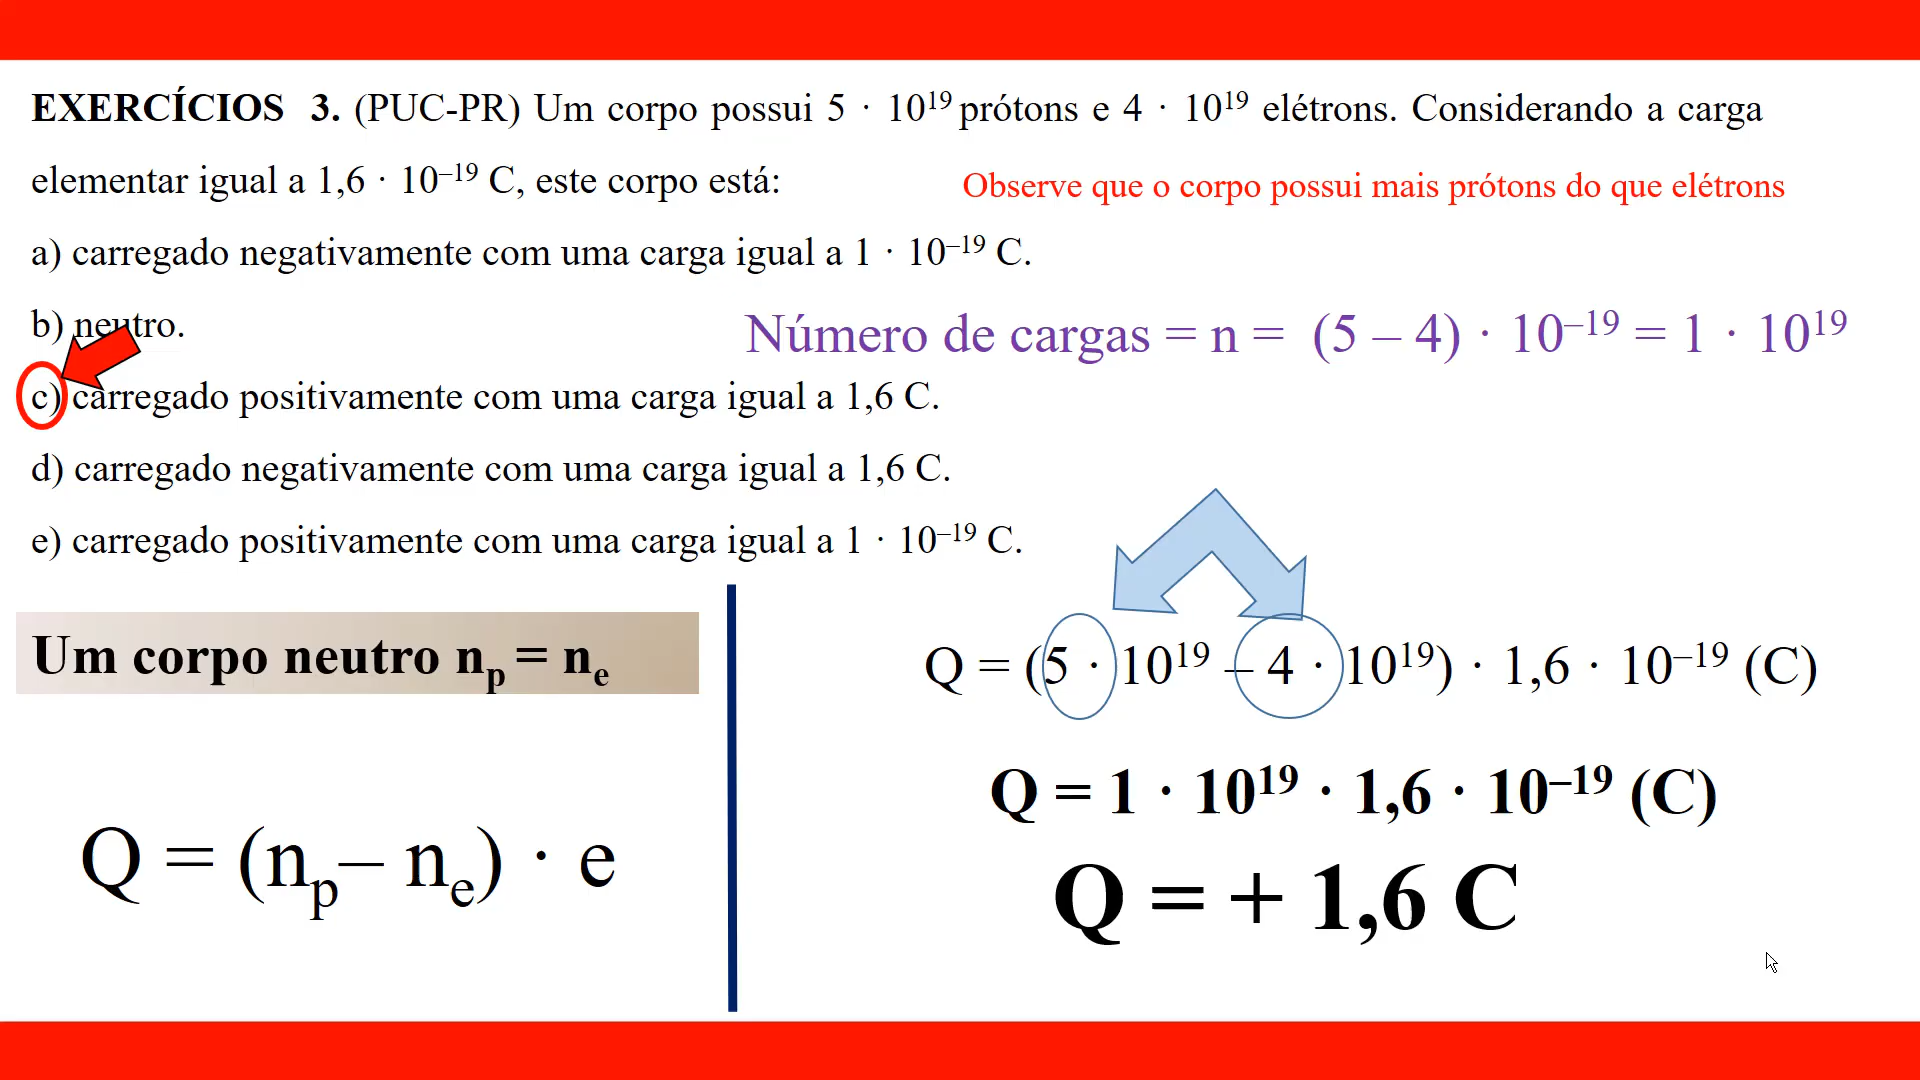 EXERCÍCIOS 3. (PUC-PR) Um corpo possui 5 · 10¹⁹ prótons e 4 · 10¹⁹ elétrons. Considerando a carga
elementar igual a 1,6 · 10⁻¹⁹ C, este corpo está:
Observe que o corpo possui mais prótons do que elétrons
a) carregado negativamente com uma carga igual a 1 · 10⁻¹⁹ C.
b) neutro.
Número de cargas = n = (5 – 4) · 10⁻¹⁹ = 1 · 10¹⁹
c) carregado positivamente com uma carga igual a 1,6 C.
d) carregado negativamente com uma carga igual a 1,6 C.
e) carregado positivamente com uma carga igual a 1 · 10⁻¹⁹ C.
Um corpo neutro nₚ = nₑ
Q = (nₚ – nₑ) · e
Q = (5 · 10¹⁹ – 4 · 10¹⁹) · 1,6 · 10⁻¹⁹ (C)
Q = 1 · 10¹⁹ · 1,6 · 10⁻¹⁹ (C)
Q = + 1,6 C